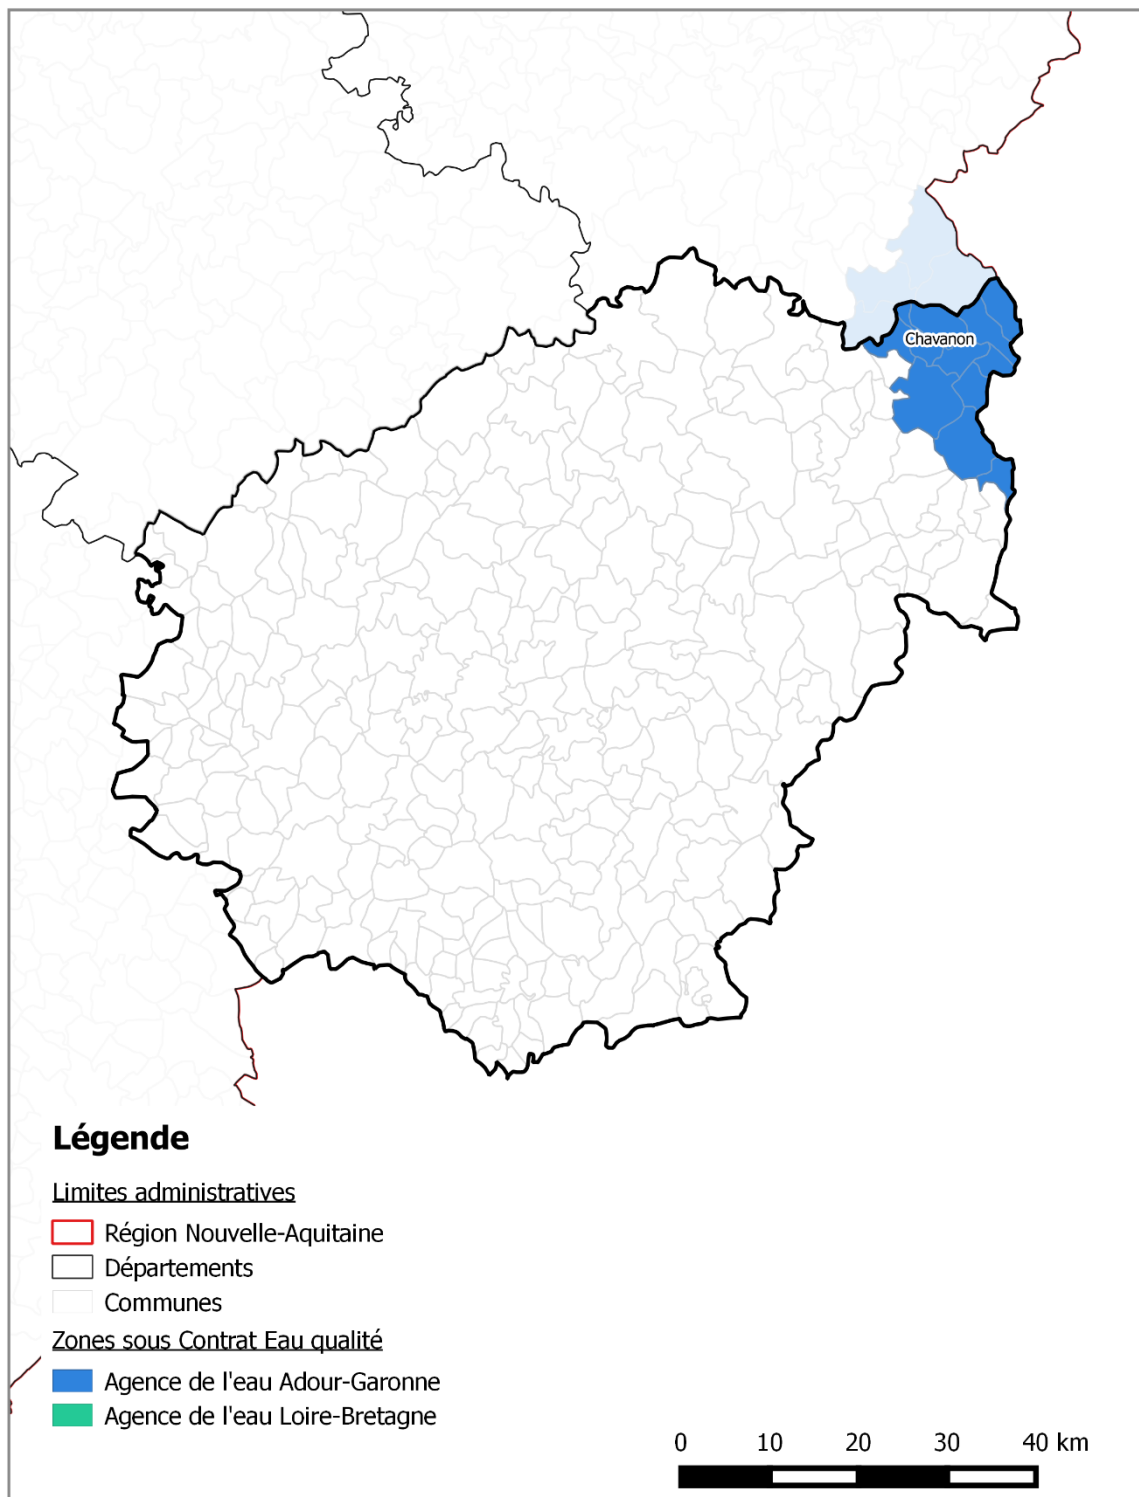 Chavanon
Légende
Limites administratives
Région Nouvelle-Aquitaine
Départements
Communes
Zones sous Contrat Eau qualité
Agence de l'eau Adour-Garonne
Agence de l'eau Loire-Bretagne
0 10 20 30 40 km